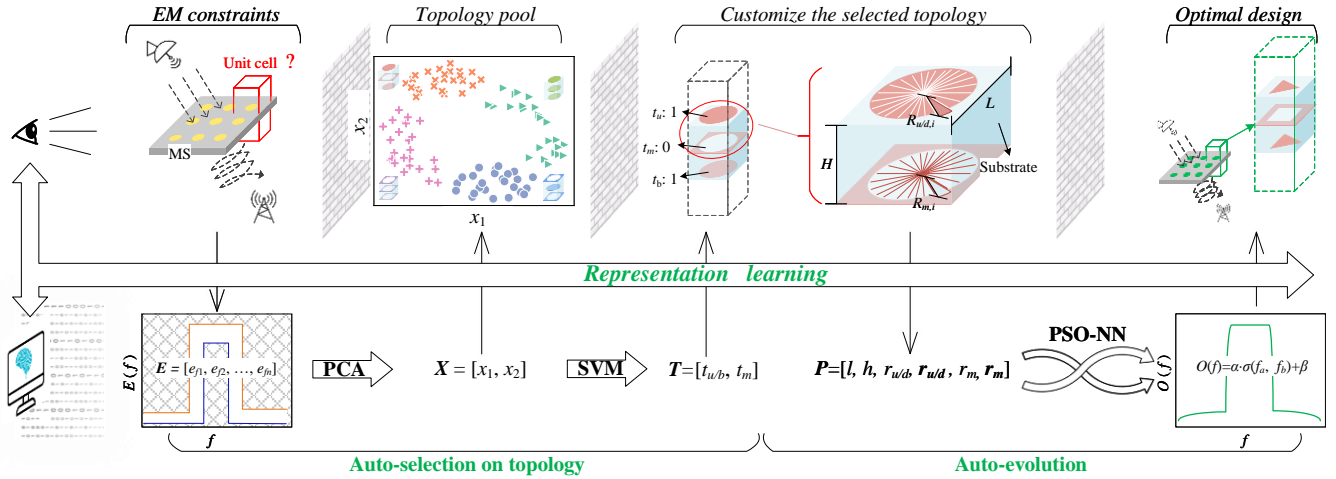 EM constraints
Topology pool
Customize the selected topology
Optimal design
Unit cell ?
MS
x2
x1
tu: 1
tm: 0
tb: 1
H
L
Ru/d,i
Rm,i
Substrate
Representation learning
E(f)
E = [ef1, ef2, …, efn]
f
PCA
X = [x1, x2]
SVM
T=[tu/b, tm]
P=[l, h, ru/d, ru/d, rm, rm]
PSO-NN
O(f)
O(f)=α·σ(fa, fb)+β
f
Auto-selection on topology
Auto-evolution